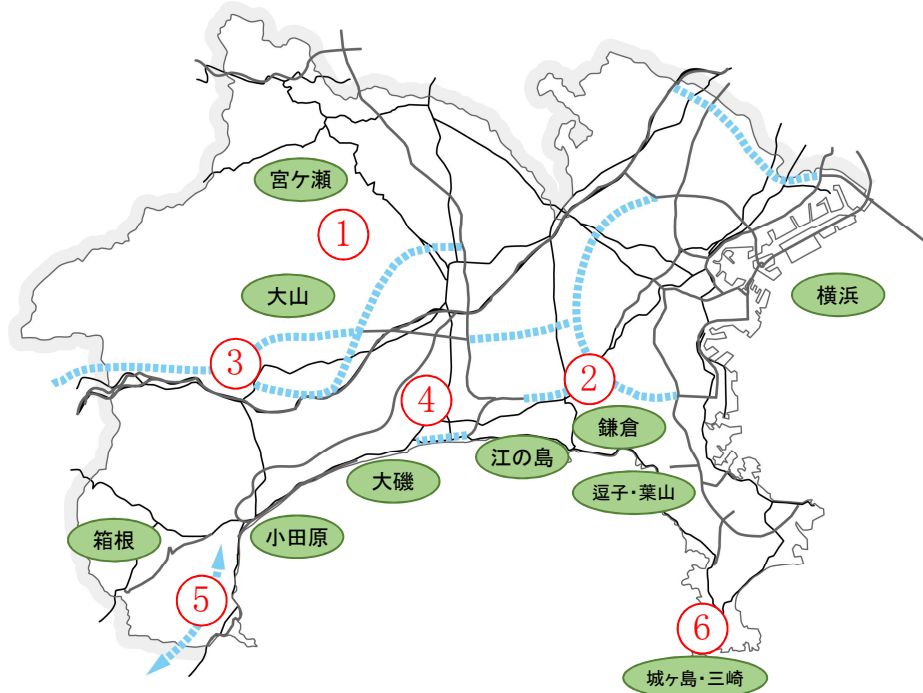 宮ケ瀬
①
大山
横浜
③
②
④
鎌倉
江の島
大磯
逗子・葉山
箱根
小田原
⑤
⑥
城ヶ島・三崎